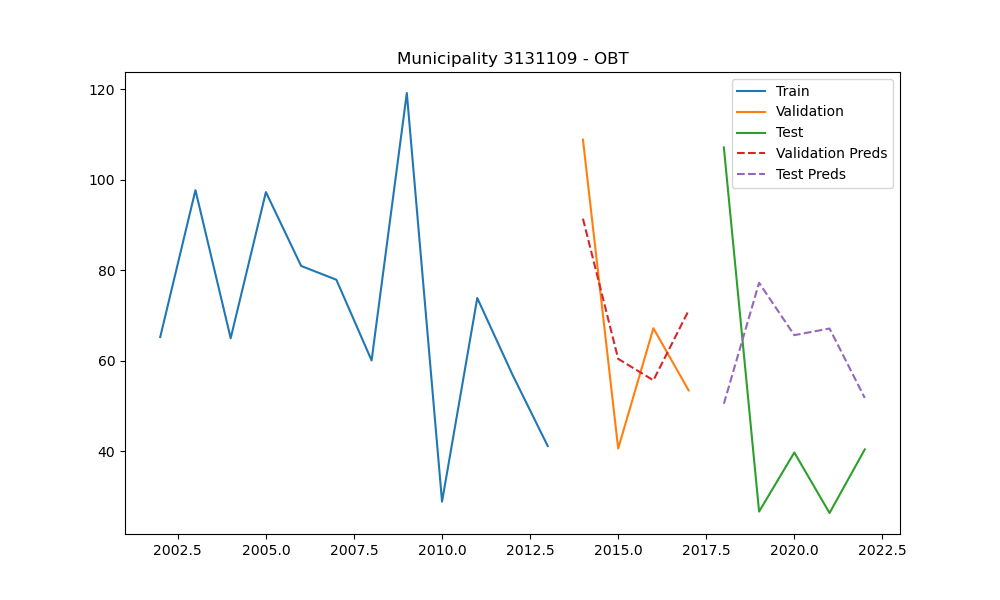 Municipality 3131109 - OBT
120
100
80
60
40
Train
Validation
Test
Validation Preds
Test Preds
2002.5 2005.0 2007.5 2010.0 2012.5 2015.0 2017.5 2020.0 2022.5